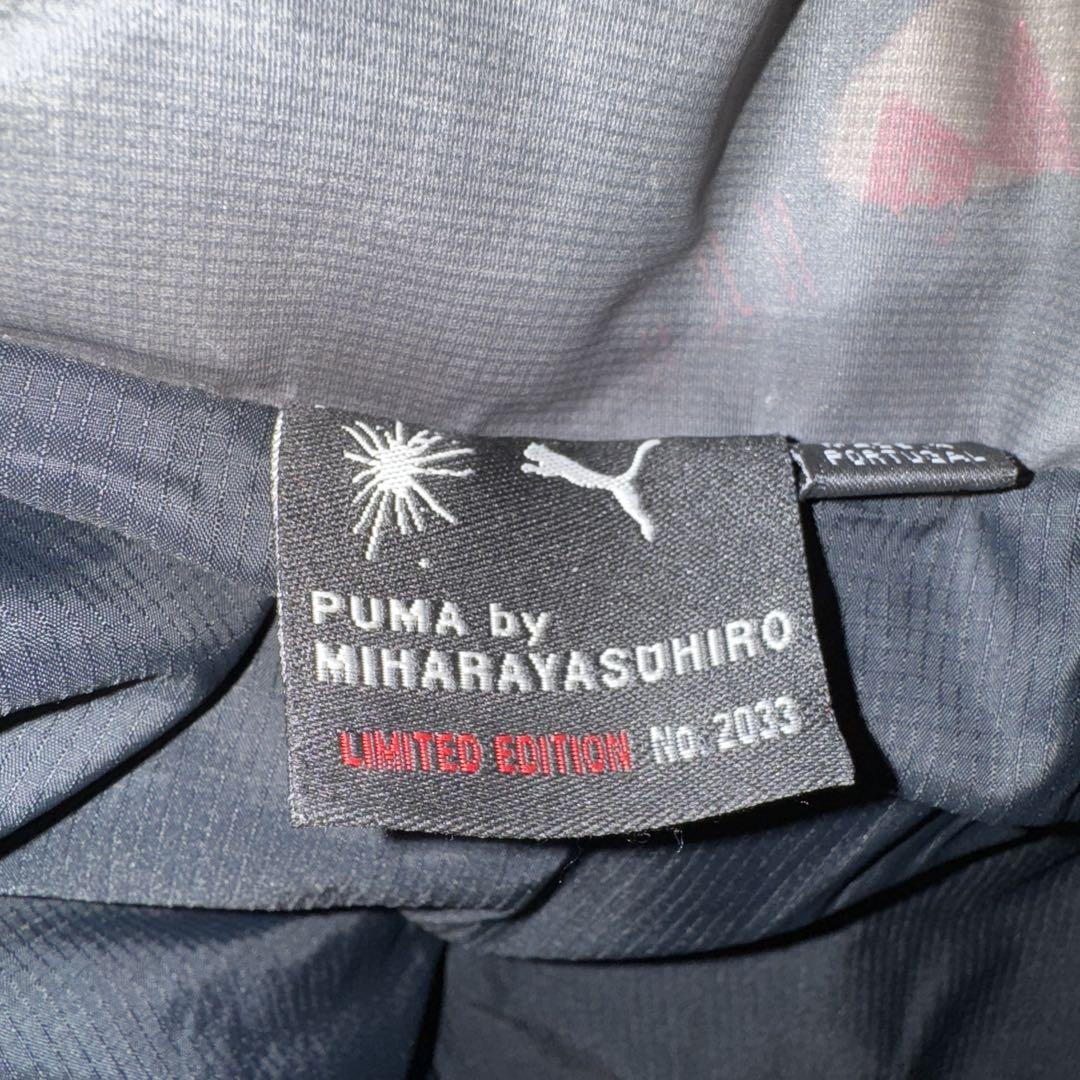 PUMA by
MIHARAYASUHIRO
LIMITED EDITION No. 2033
PORTUGAL